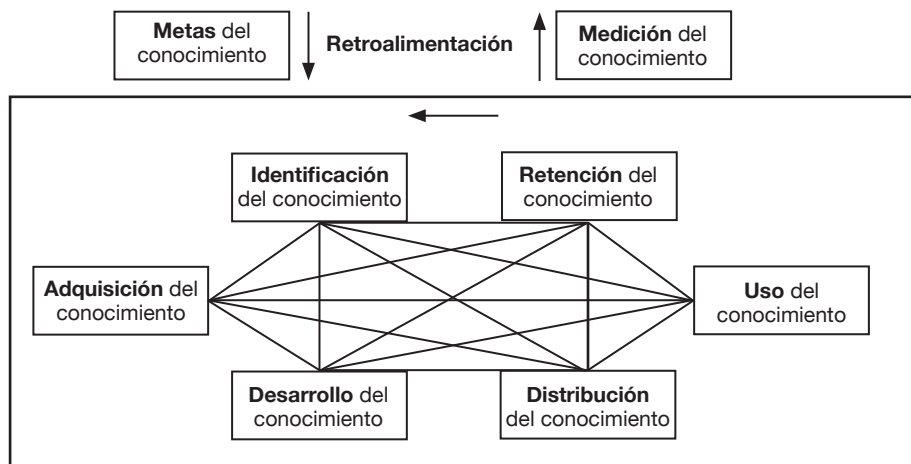 Metas del
conocimiento
Retroalimentación
Medición del
conocimiento
Identificación
del conocimiento
Retención del
conocimiento
Adquisición del
conocimiento
Uso del
conocimiento
Desarrollo del
conocimiento
Distribución
del conocimiento